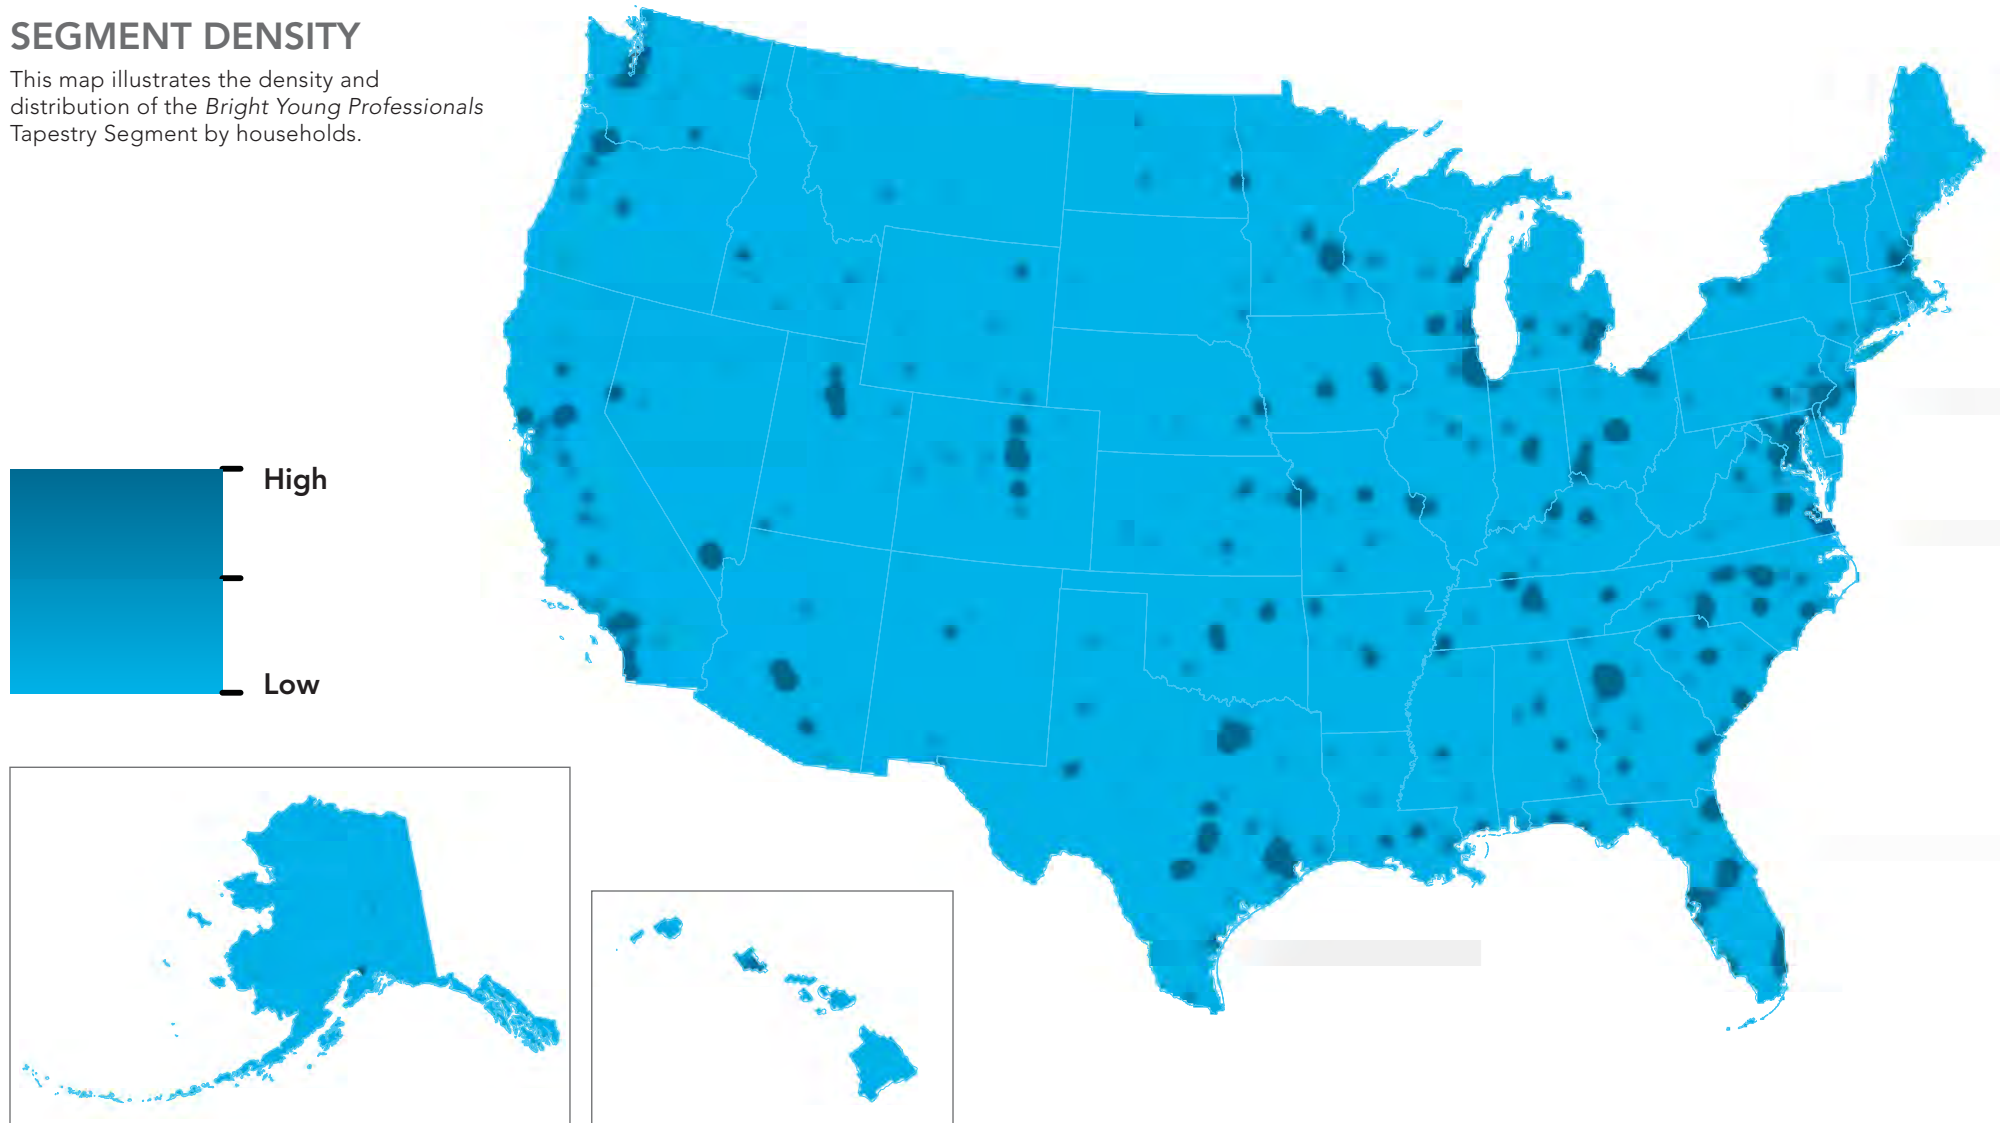 SEGMENT DENSITY
This map illustrates the density and
distribution of the Bright Young Professionals
Tapestry Segment by households.
High
Low